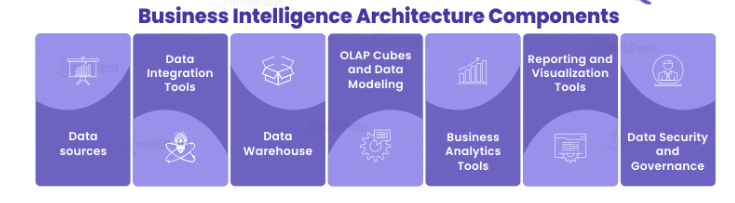 Business Intelligence Architecture Components
Data
sources
Data
Integration
Tools
Data
Warehouse
OLAP Cubes
and Data
Modeling
Business
Analytics
Tools
Reporting and
Visualization
Tools
Data Security
and
Governance